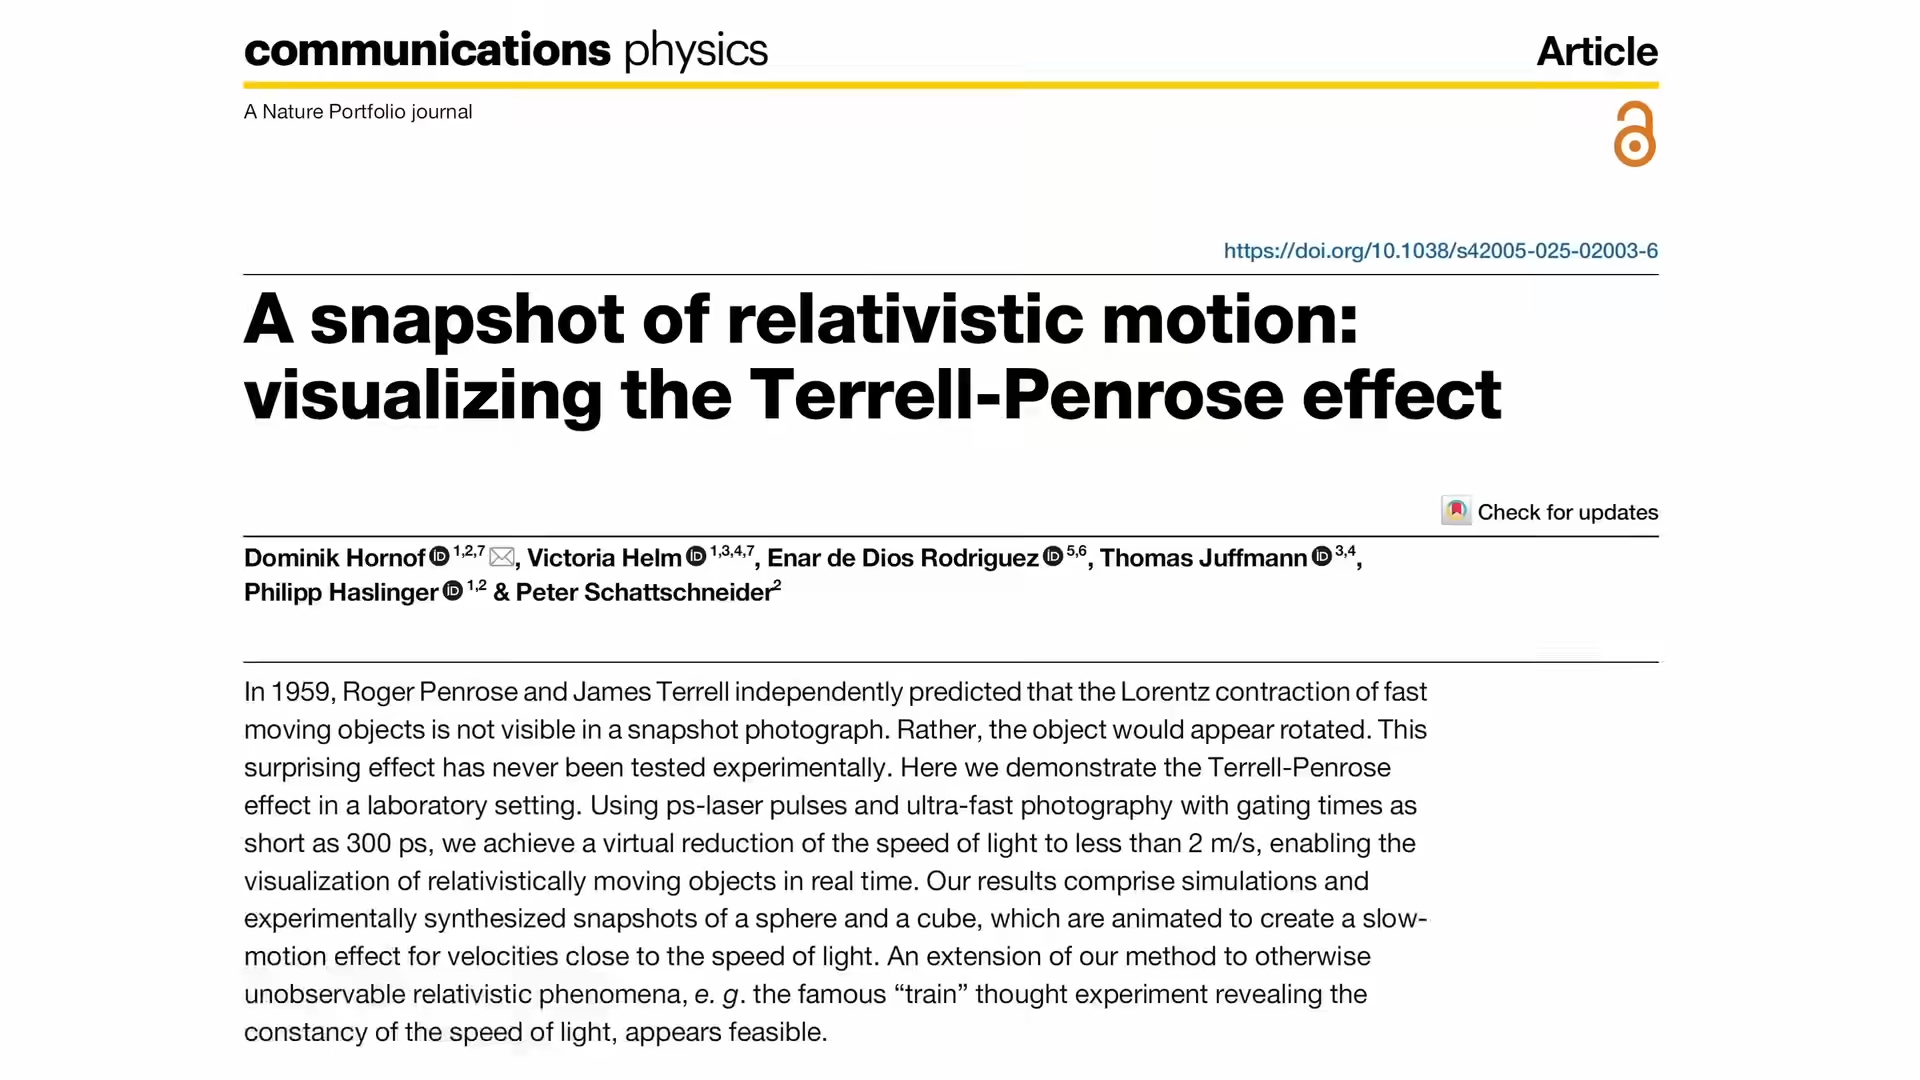 communications physics
Article
A Nature Portfolio journal
https://doi.org/10.1038/s42005-025-02003-6
A snapshot of relativistic motion:
visualizing the Terrell-Penrose effect
Check for updates
Dominik Hornof iD 1,2,7, Victoria Helm iD 1,3,4,7, Enar de Dios Rodriguez iD 5,6, Thomas Juffmann iD 3,4,
Philipp Haslinger iD 1,2 & Peter Schattschneider2
In 1959, Roger Penrose and James Terrell independently predicted that the Lorentz contraction of fast
moving objects is not visible in a snapshot photograph. Rather, the object would appear rotated. This
surprising effect has never been tested experimentally. Here we demonstrate the Terrell-Penrose
effect in a laboratory setting. Using ps-laser pulses and ultra-fast photography with gating times as
short as 300 ps, we achieve a virtual reduction of the speed of light to less than 2 m/s, enabling the
visualization of relativistically moving objects in real time. Our results comprise simulations and
experimentally synthesized snapshots of a sphere and a cube, which are animated to create a slow-
motion effect for velocities close to the speed of light. An extension of our method to otherwise
unobservable relativistic phenomena, e. g. the famous “train” thought experiment revealing the
constancy of the speed of light, appears feasible.